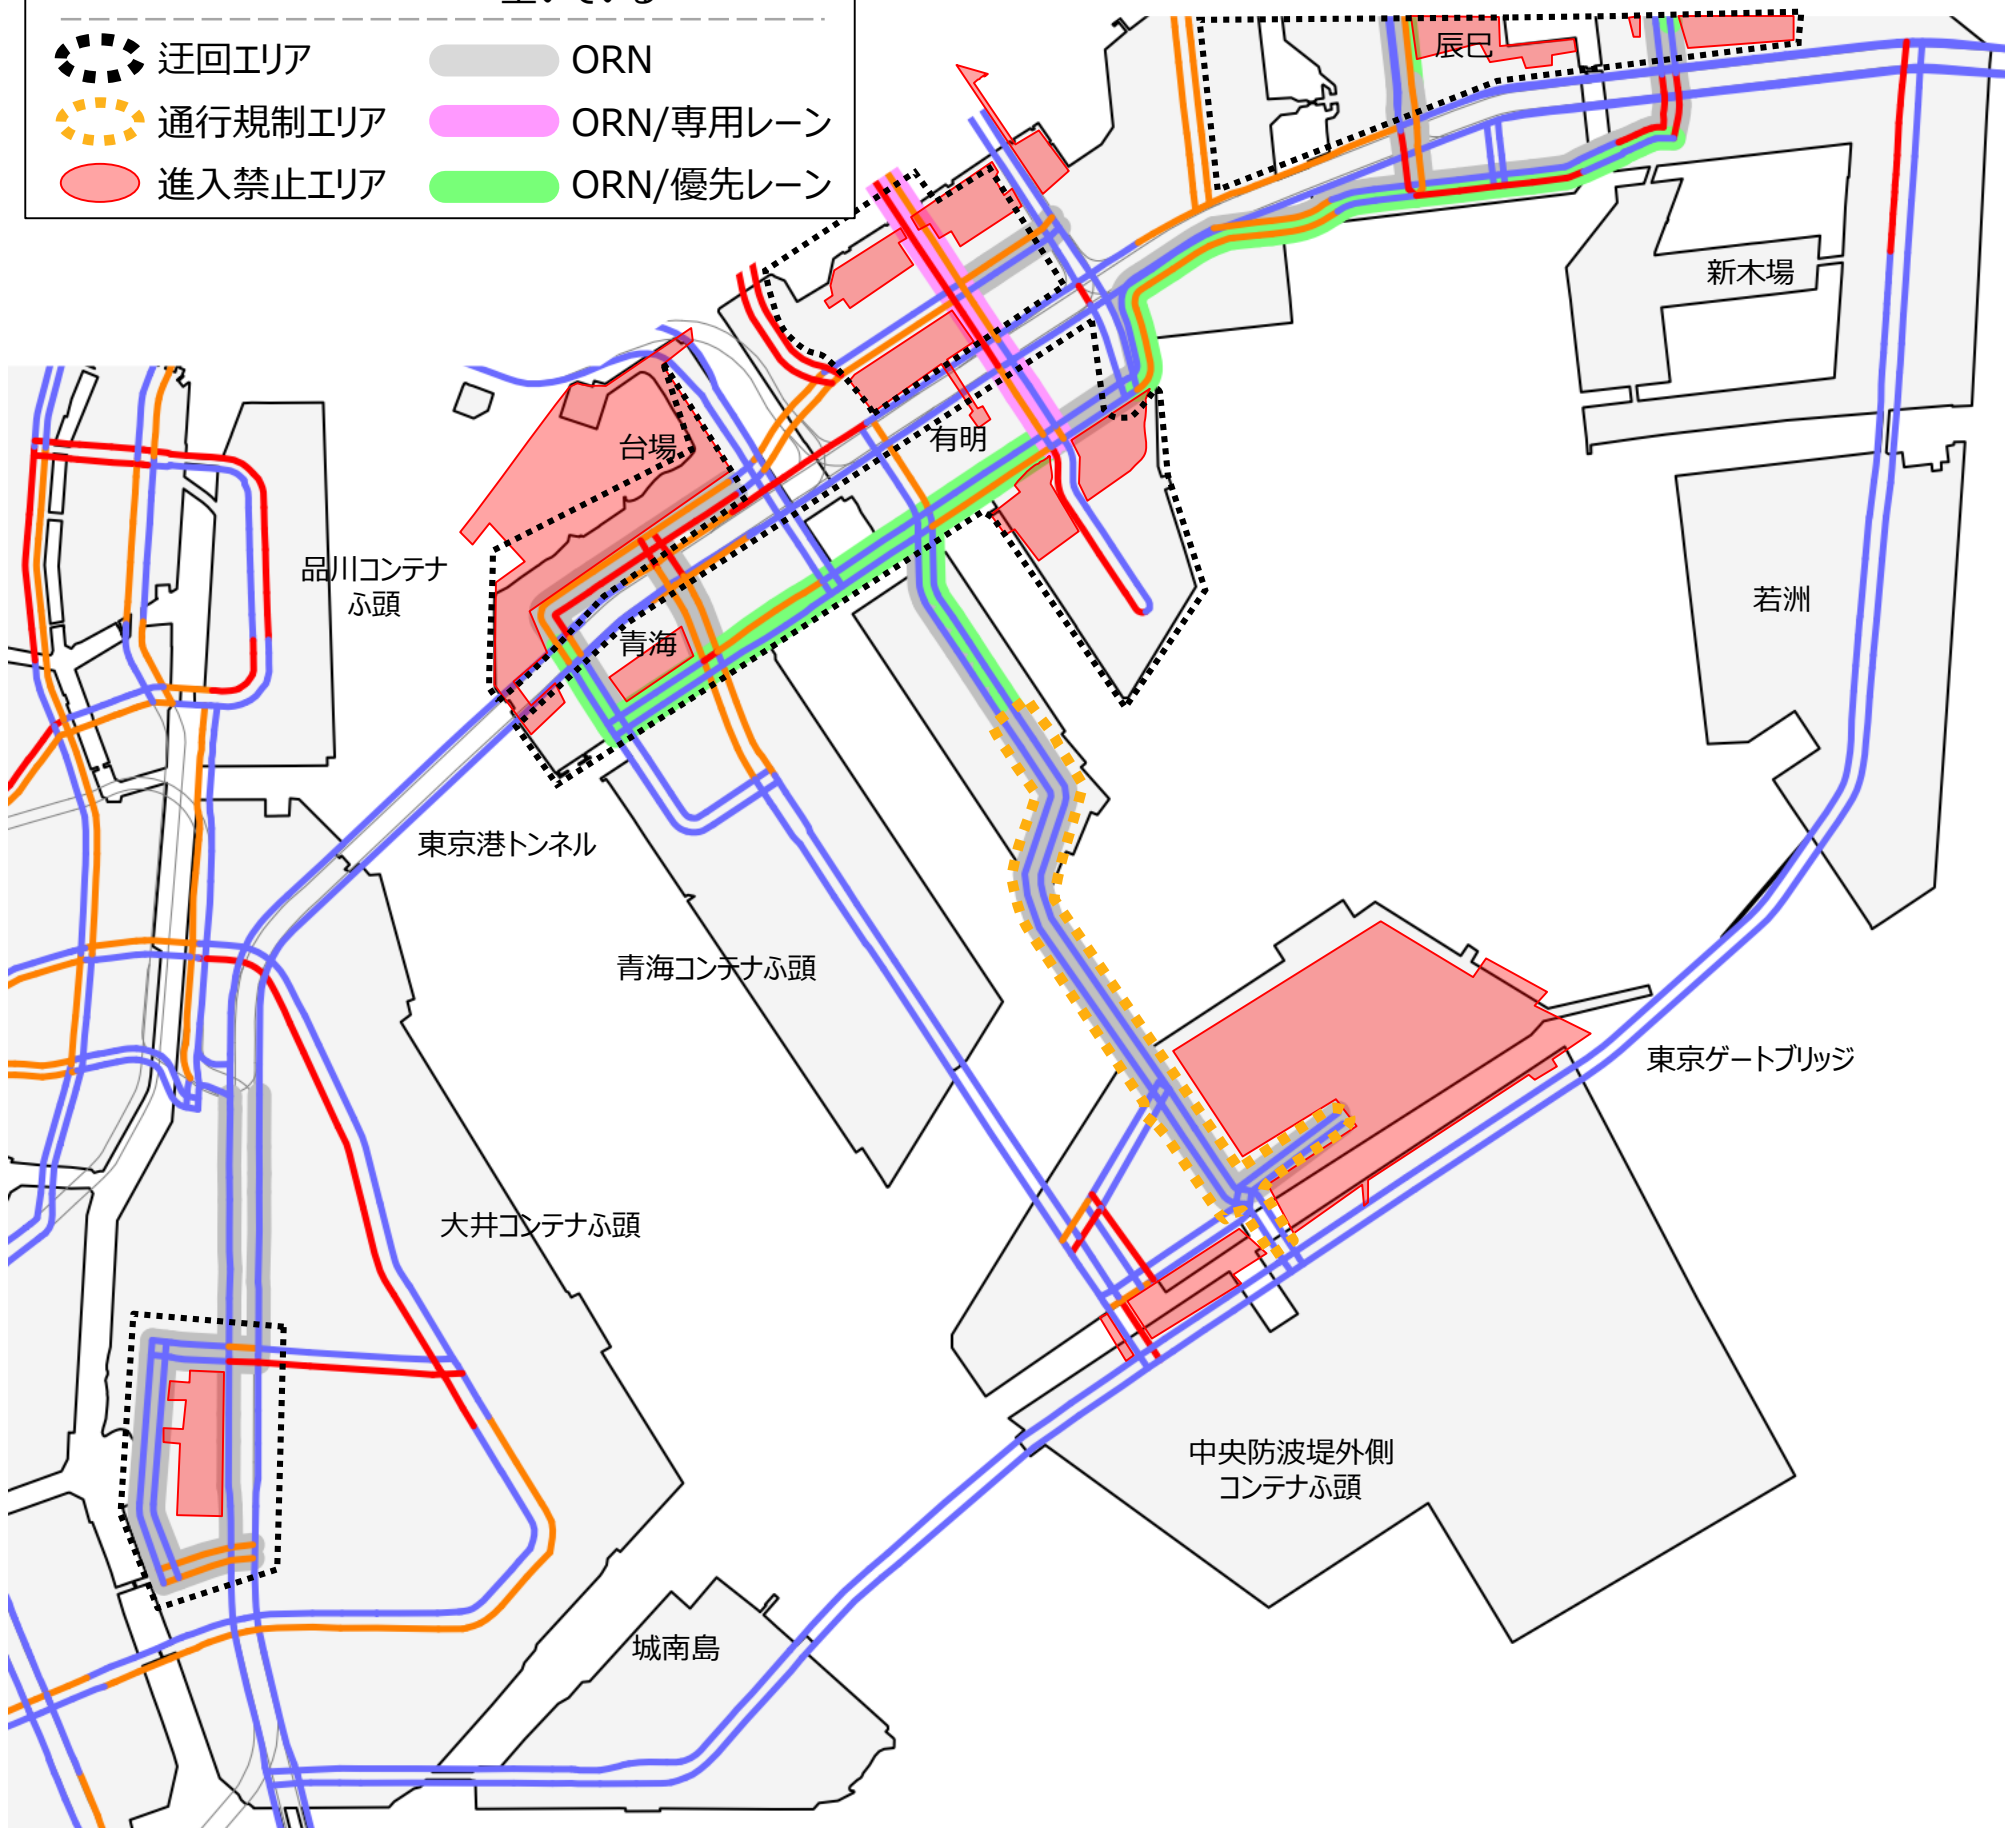 空いている
迂回エリア
ORN
通行規制エリア
ORN/専用レーン
進入禁止エリア
ORN/優先レーン
辰巳
新木場
台場
有明
品川コンテナ
ふ頭
若洲
青海
東京港トンネル
青海コンテナふ頭
東京ゲートブリッジ
大井コンテナふ頭
中央防波堤外側
コンテナふ頭
城南島